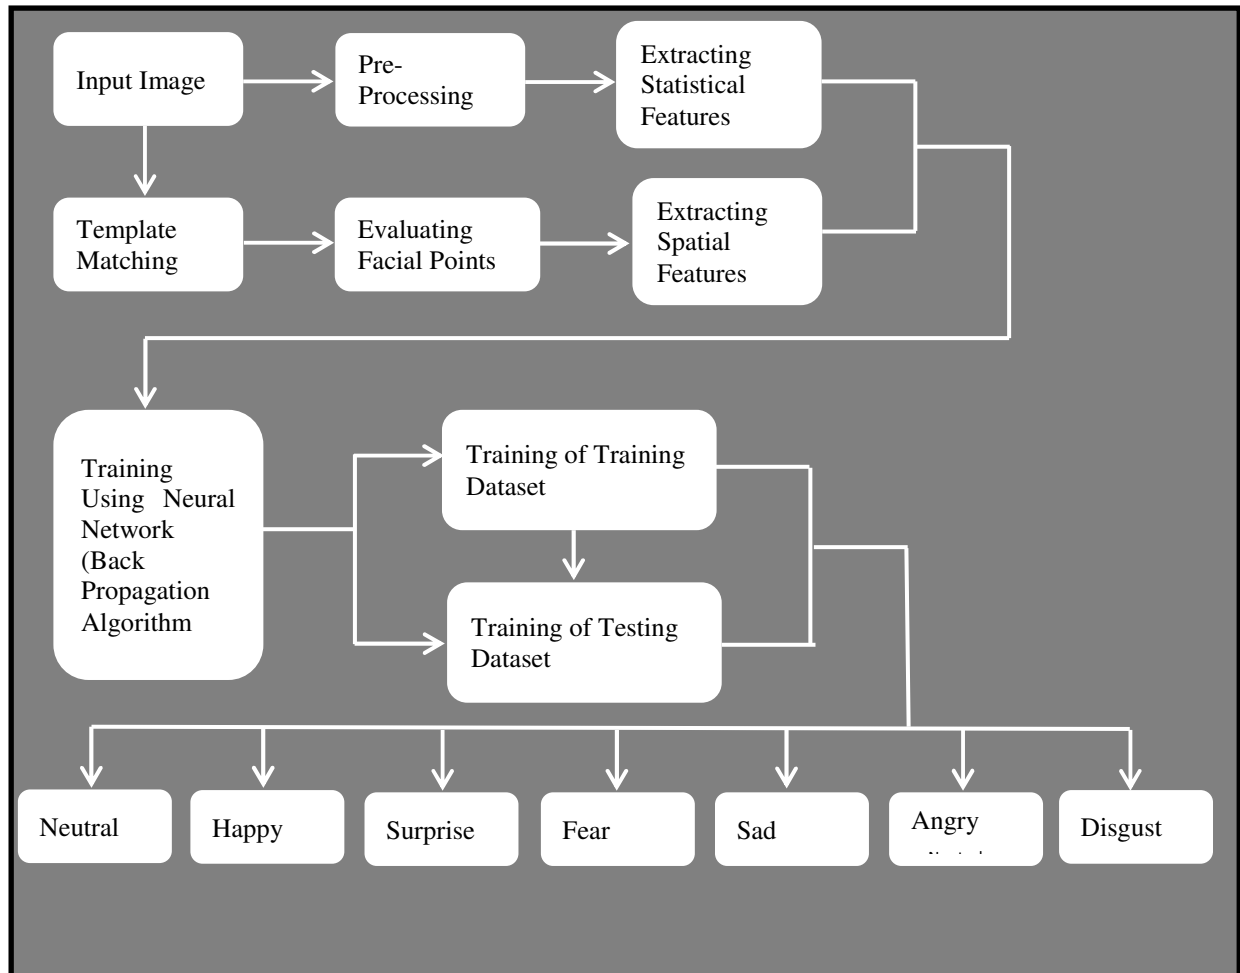 Input Image
Pre-
Processing
Extracting
Statistical
Features
Template
Matching
Evaluating
Facial Points
Extracting
Spatial
Features
Training
Using Neural
Network
(Back
Propagation
Algorithm
Training of Training
Dataset
Training of Testing
Dataset
Neutral
Happy
Surprise
Fear
Sad
Angry
Disgust